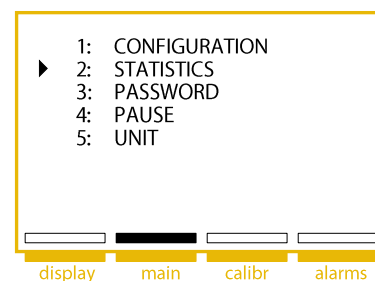 1: CONFIGURATION
2: STATISTICS
3: PASSWORD
4: PAUSE
5: UNIT
display main calibr alarms